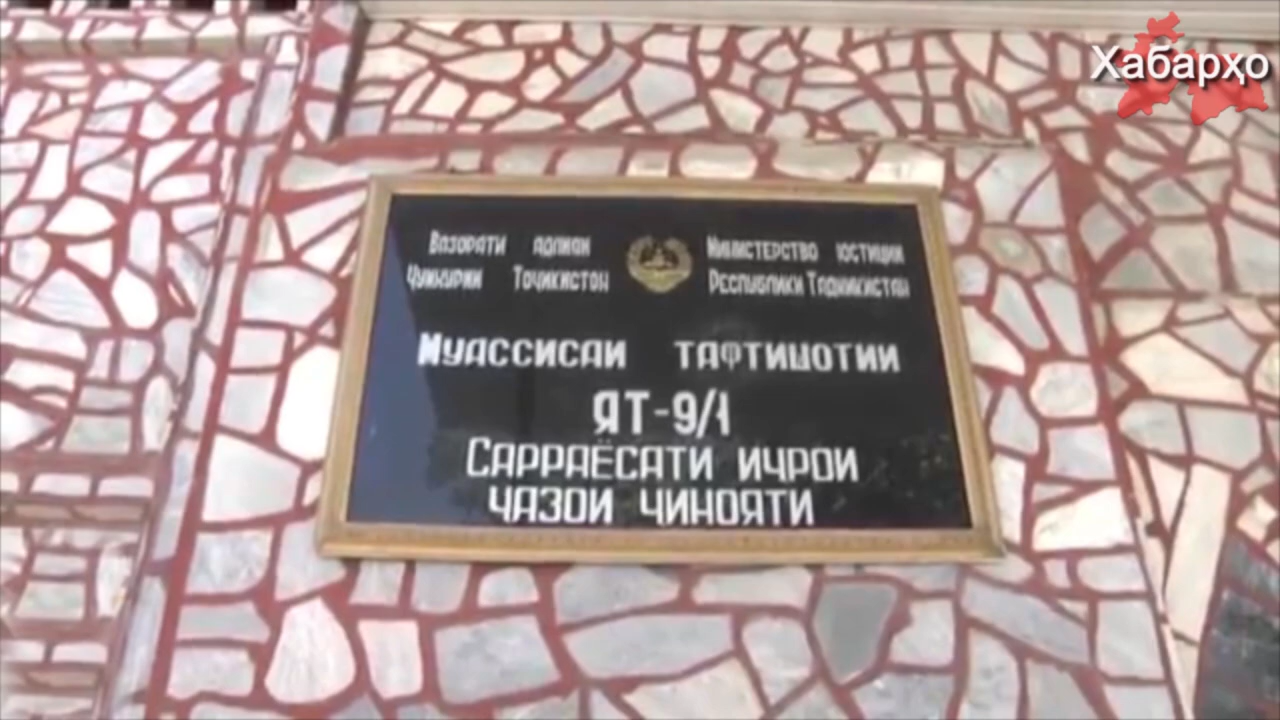 Хабарҳо
Вазорати адлияи
Ҷумҳурии Тоҷикистон
Министерство юстиции
Республики Таджикистан
Муассисаи тафтишотии
ЯТ-9/1
Сарраёсати иҷрои
ҷазои ҷинояти